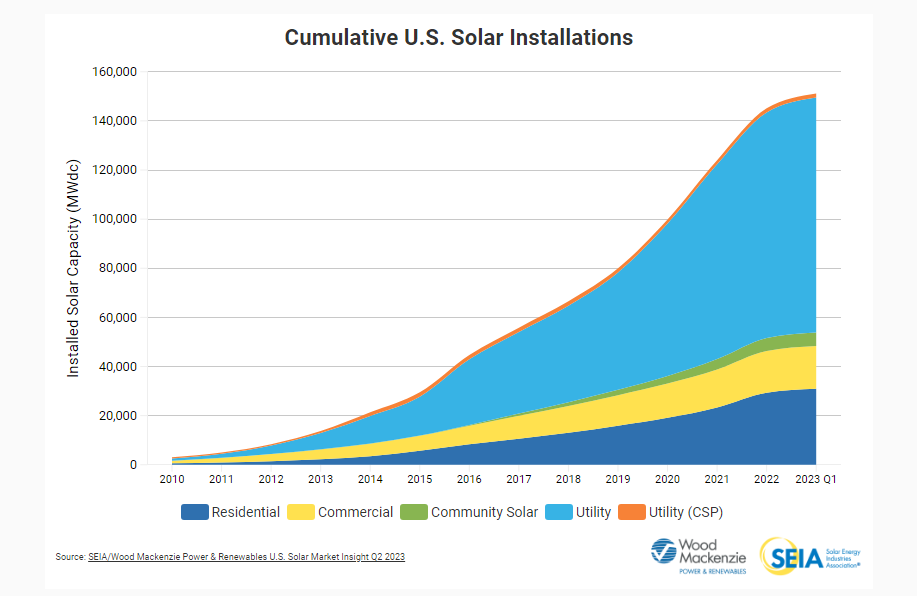 Cumulative U.S. Solar Installations
Installed Solar Capacity (MWdc)
160,000
140,000
120,000
100,000
80,000
60,000
40,000
20,000
0
2010 2011 2012 2013 2014 2015 2016 2017 2018 2019 2020 2021 2022 2023 Q1
Residential Commercial Community Solar Utility Utility (CSP)
Source: SEIA/Wood Mackenzie Power & Renewables U.S. Solar Market Insight Q2 2023
Wood
Mackenzie
POWER & RENEWABLES
SEIA
Solar Energy
Industries
Association®